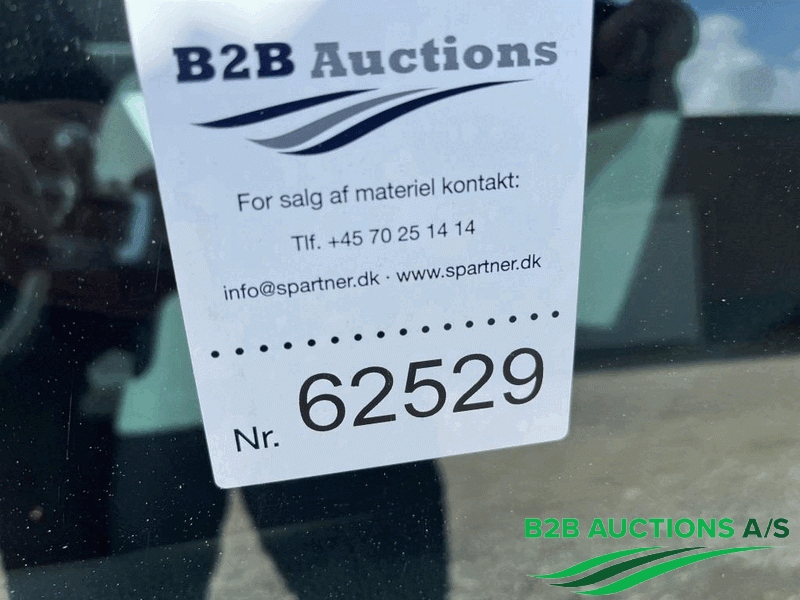 B2B Auctions
For salg af materiel kontakt:
Tlf. +45 70 25 14 14
info@spartner.dk · www.spartner.dk
Nr. 62529
B2B AUCTIONS A/S